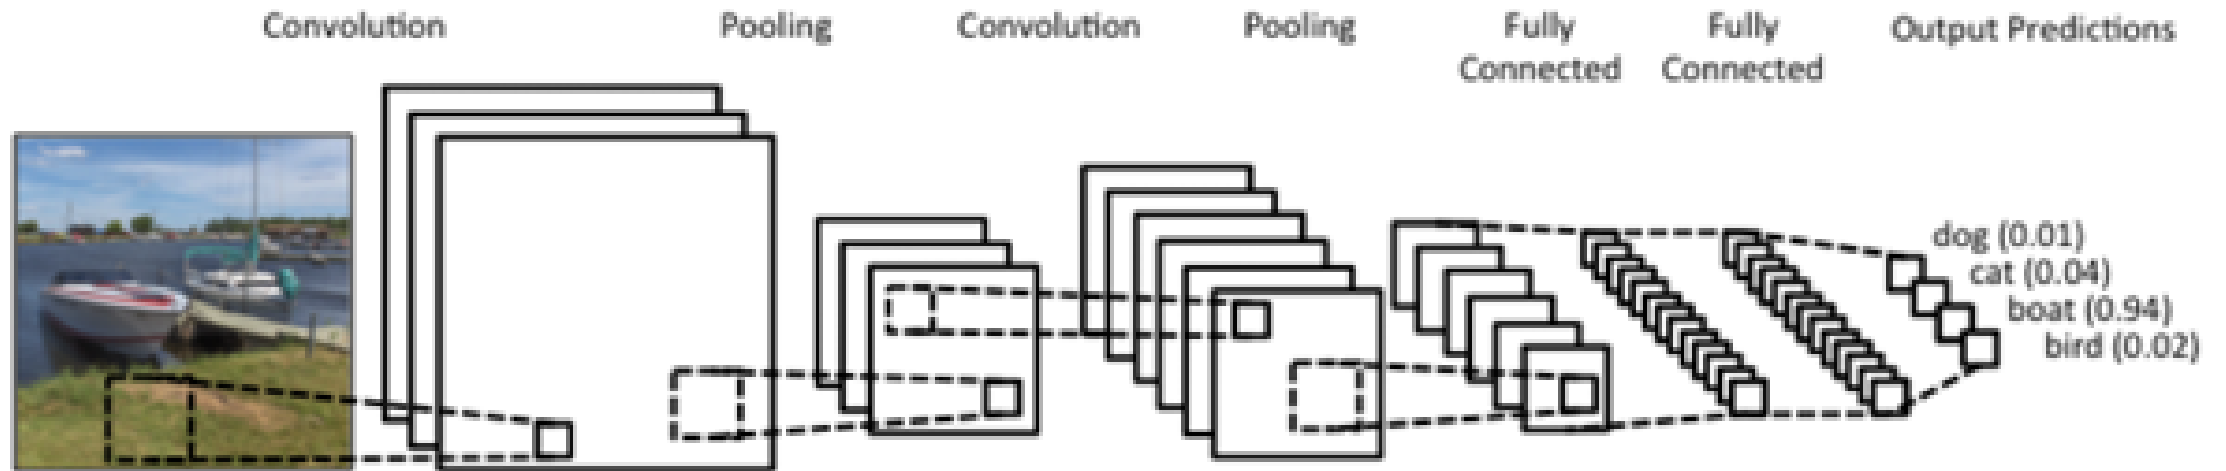 Convolution
Pooling
Convolution
Pooling
Fully
Connected
Fully
Connected
Output Predictions
dog (0.01)
cat (0.04)
boat (0.94)
bird (0.02)